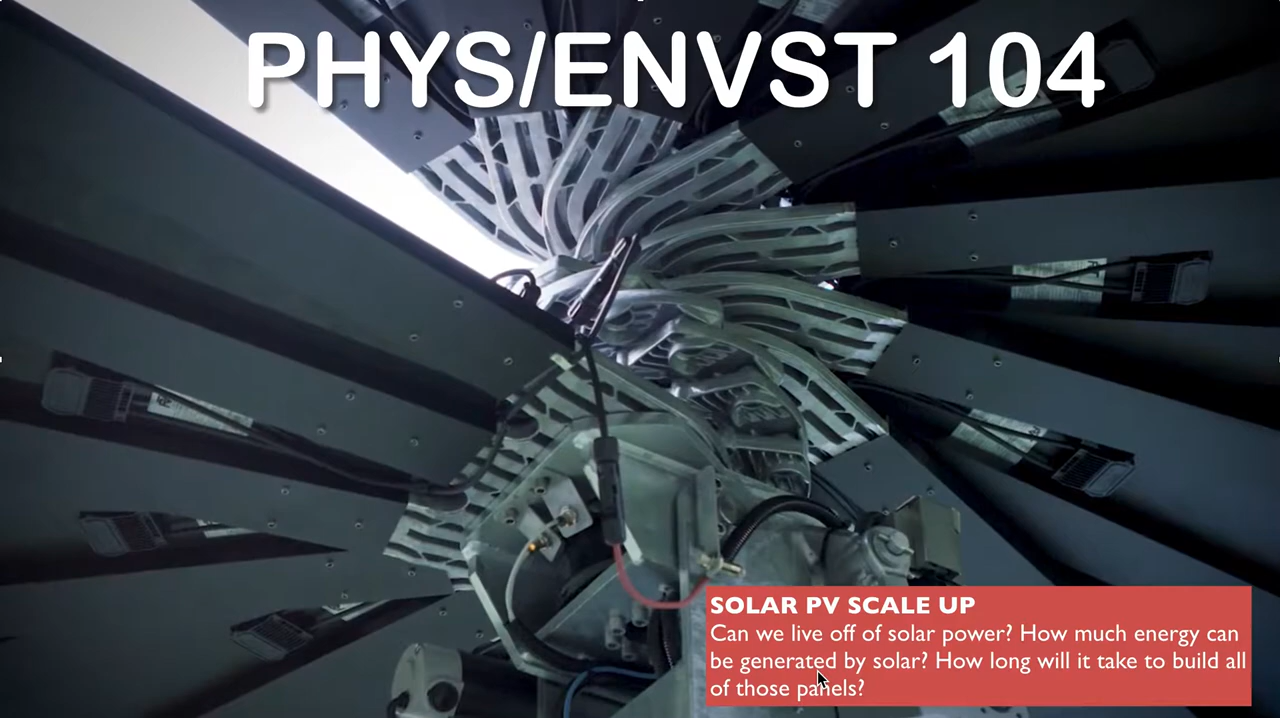 PHYS/ENVST 104
SOLAR PV SCALE UP
Can we live off of solar power? How much energy can
be generated by solar? How long will it take to build all
of those panels?